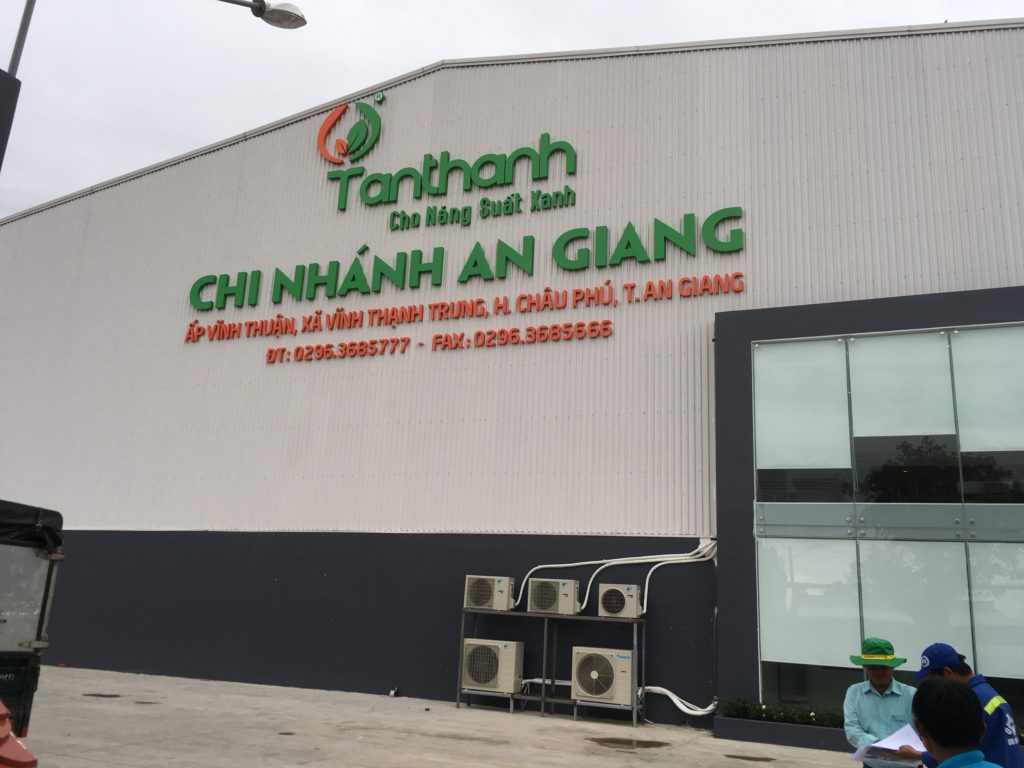 Tanthanh ®
Cho Năng Suất Xanh
CHI NHÁNH AN GIANG
ẤP VĨNH THUẬN, XÃ VĨNH THẠNH TRUNG, H. CHÂU PHÚ, T. AN GIANG
ĐT: 0296.3685777 - FAX: 0296.3685666